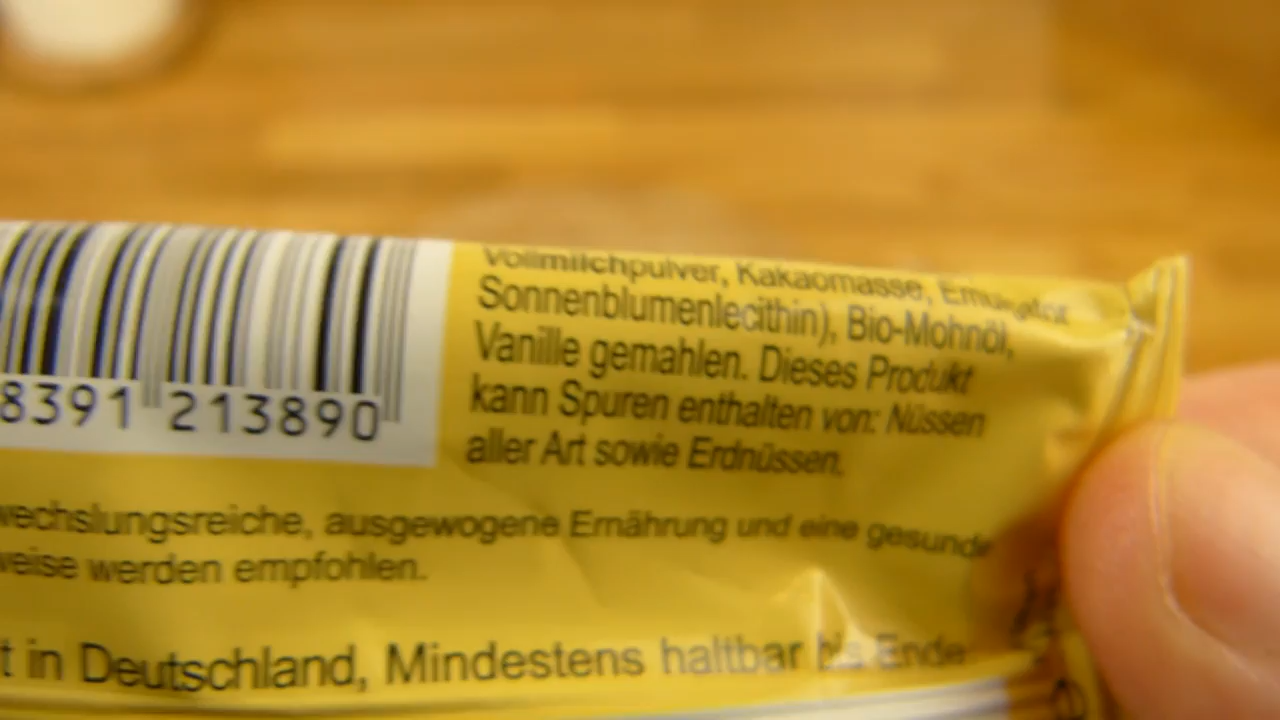 Vollmilchpulver, Kakaomasse, Emulgator
Sonnenblumenlecithin), Bio-Mohnöl,
Vanille gemahlen. Dieses Produkt
kann Spuren enthalten von: Nüssen
aller Art sowie Erdnüssen.
8391 213890
wechslungsreiche, ausgewogene Ernährung und eine gesunde
weise werden empfohlen.
t in Deutschland, Mindestens haltbar bis Ende